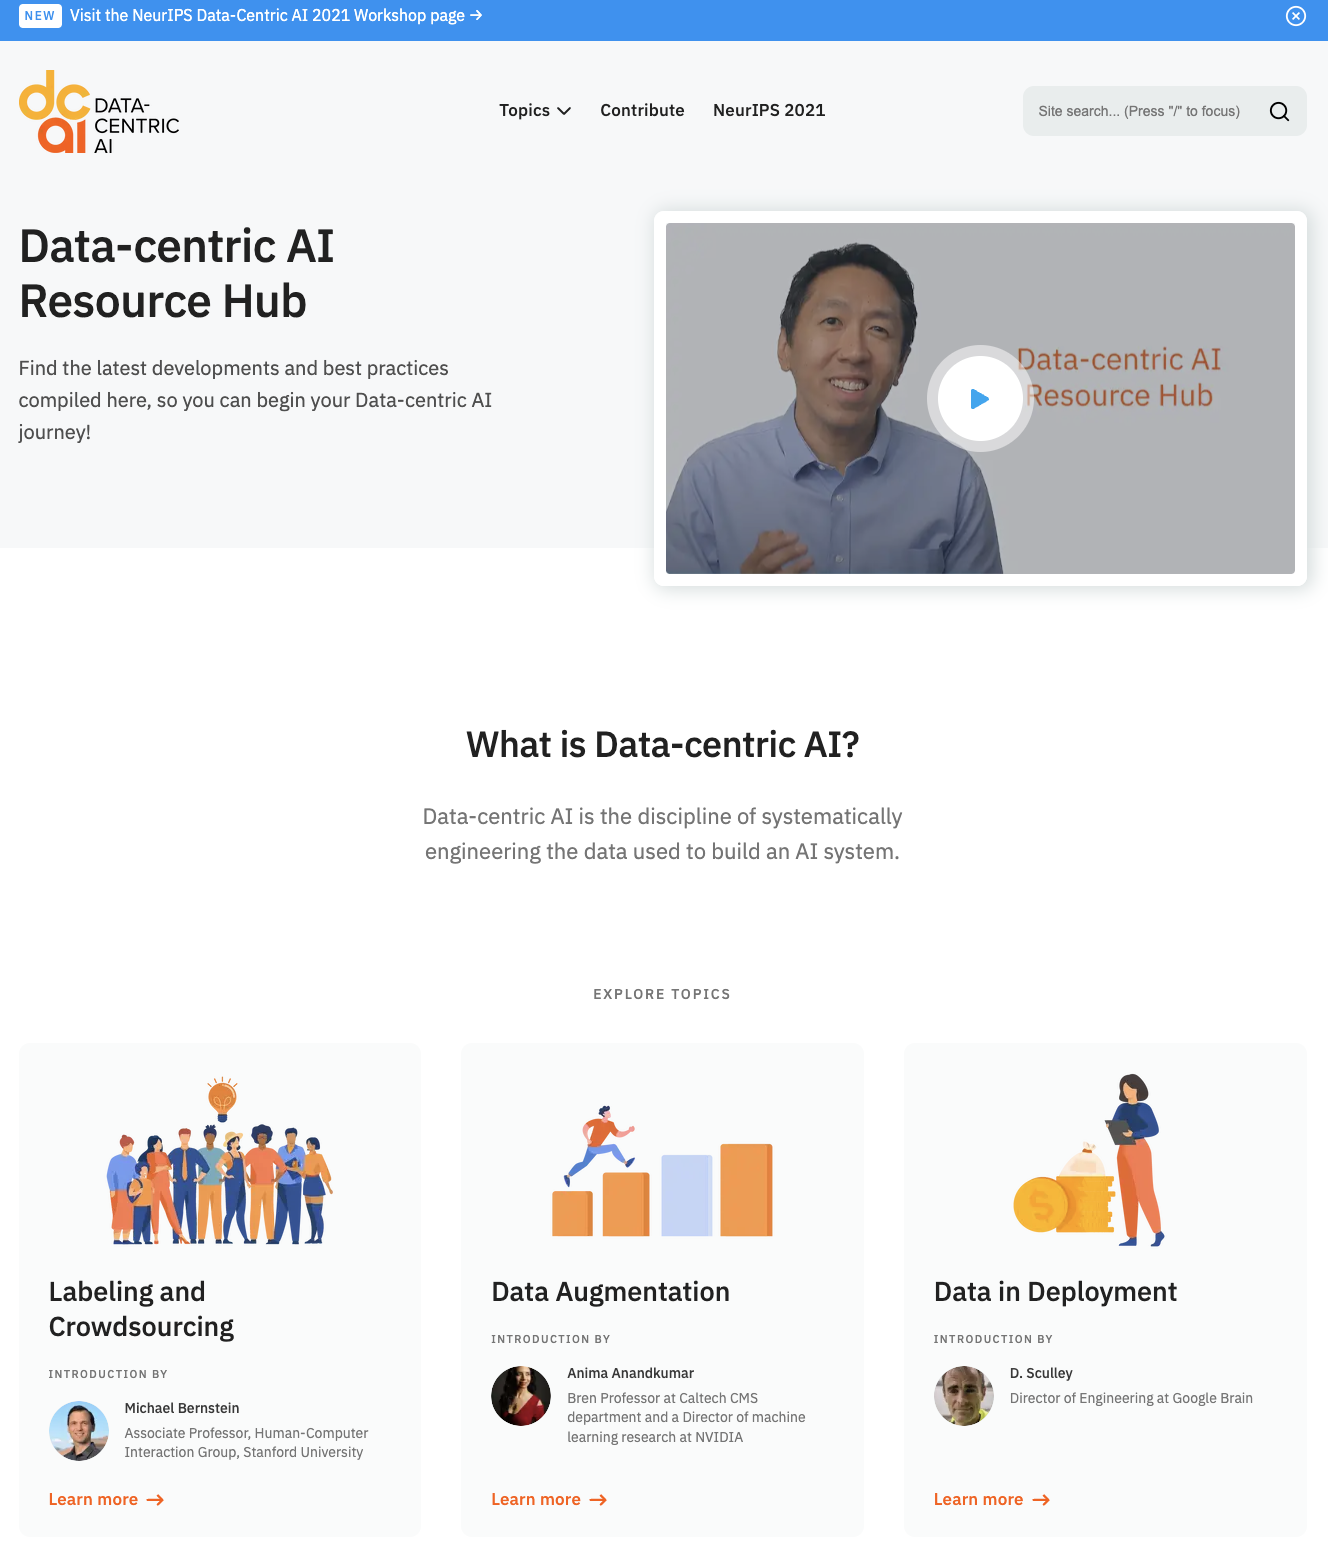 NEW Visit the NeurIPS Data-Centric AI 2021 Workshop page →
dc
ai
DATA-
CENTRIC
AI
Topics
Contribute
NeurIPS 2021
Site search... (Press "/" to focus)
Data-centric AI
Resource Hub
Find the latest developments and best practices
compiled here, so you can begin your Data-centric AI
journey!
Data-centric AI
Resource Hub
What is Data-centric AI?
Data-centric AI is the discipline of systematically
engineering the data used to build an AI system.
EXPLORE TOPICS
Labeling and
Crowdsourcing
INTRODUCTION BY
Michael Bernstein
Associate Professor, Human-Computer
Interaction Group, Stanford University
Learn more →
Data Augmentation
INTRODUCTION BY
Anima Anandkumar
Bren Professor at Caltech CMS
department and a Director of machine
learning research at NVIDIA
Learn more →
$
Data in Deployment
INTRODUCTION BY
D. Sculley
Director of Engineering at Google Brain
Learn more →